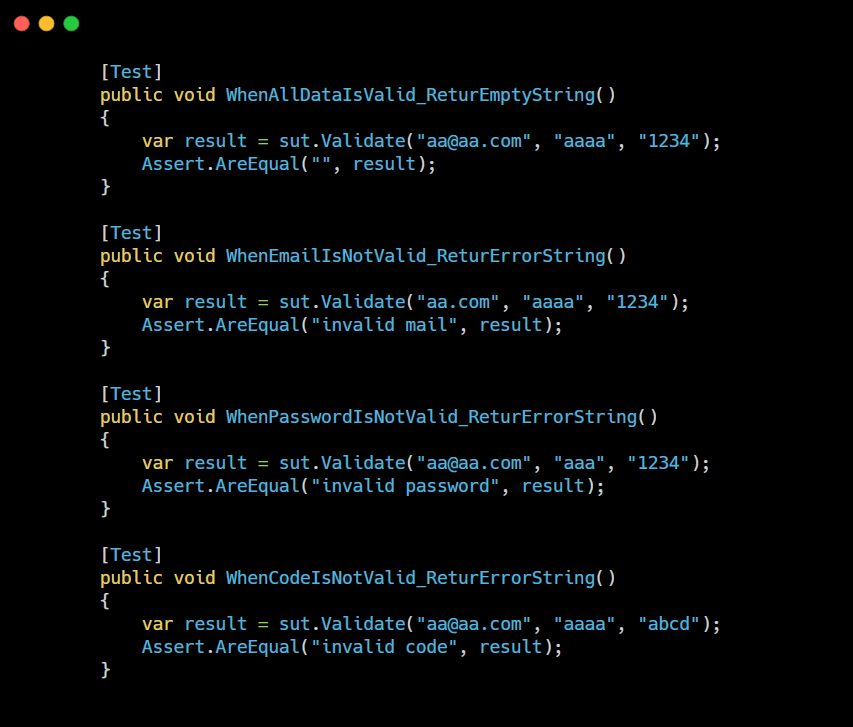 [Test]
public void WhenAllDataIsValid_ReturEmptyString()
{
    var result = sut.Validate("aa@aa.com", "aaaa", "1234");
    Assert.AreEqual("", result);
}

[Test]
public void WhenEmailIsNotValid_ReturErrorString()
{
    var result = sut.Validate("aa.com", "aaaa", "1234");
    Assert.AreEqual("invalid mail", result);
}

[Test]
public void WhenPasswordIsNotValid_ReturErrorString()
{
    var result = sut.Validate("aa@aa.com", "aaa", "1234");
    Assert.AreEqual("invalid password", result);
}

[Test]
public void WhenCodeIsNotValid_ReturErrorString()
{
    var result = sut.Validate("aa@aa.com", "aaaa", "abcd");
    Assert.AreEqual("invalid code", result);
}